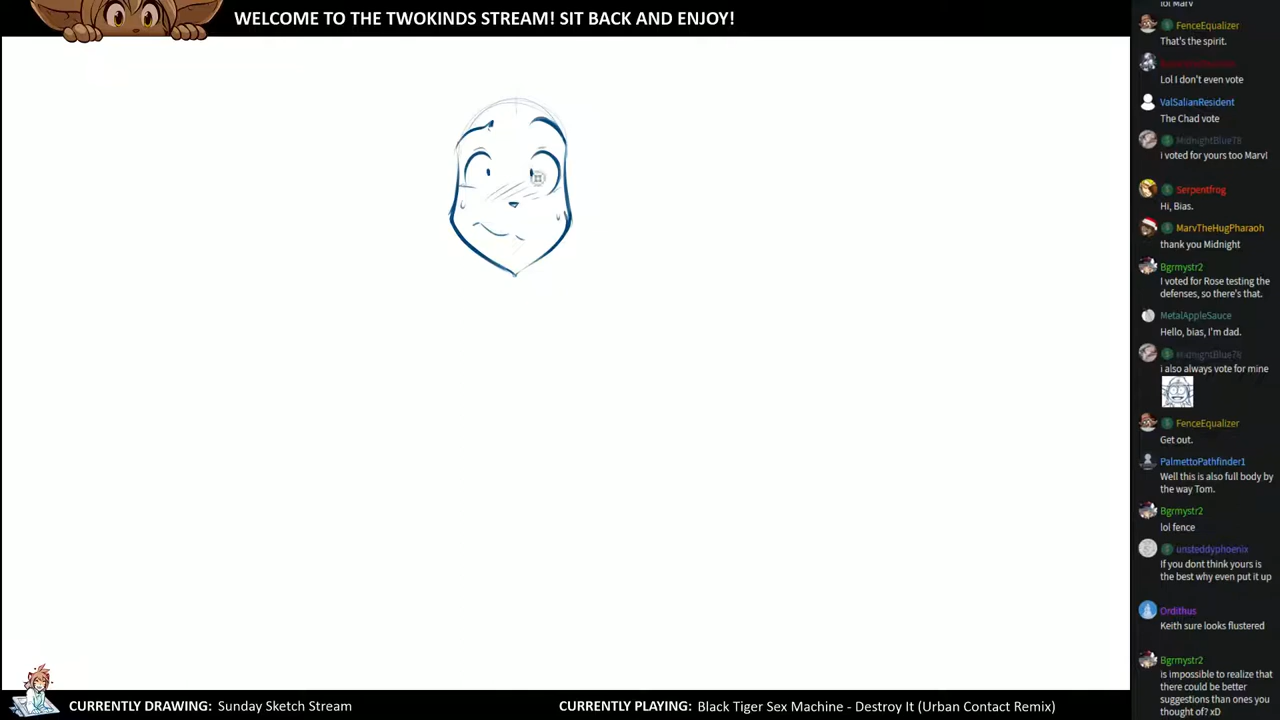 WELCOME TO THE TWOKINDS STREAM! SIT BACK AND ENJOY!
lol Marv
FenceEqualizer
That's the spirit.
Lol I don't even vote
ValSalianResident
The Chad vote
MidnightBlue78
i voted for yours too Marv!
Serpentfrog
Hi, Bias.
MarvTheHugPharaoh
thank you Midnight
Bgrmystr2
I voted for Rose testing the
defenses, so there's that.
MetalAppleSauce
Hello, bias, I'm dad.
MidnightBlue78
i also always vote for mine
FenceEqualizer
Get out.
PalmettoPathfinder1
Well this is also full body by
the way Tom.
Bgrmystr2
lol fence
unsteddyphoenix
If you dont think yours is
the best why even put it up
Ordithus
Keith sure looks flustered
Bgrmystr2
is impossible to realize that
there could be better
suggestions than ones you
thought of? xD
CURRENTLY DRAWING: Sunday Sketch Stream
CURRENTLY PLAYING: Black Tiger Sex Machine - Destroy It (Urban Contact Remix)